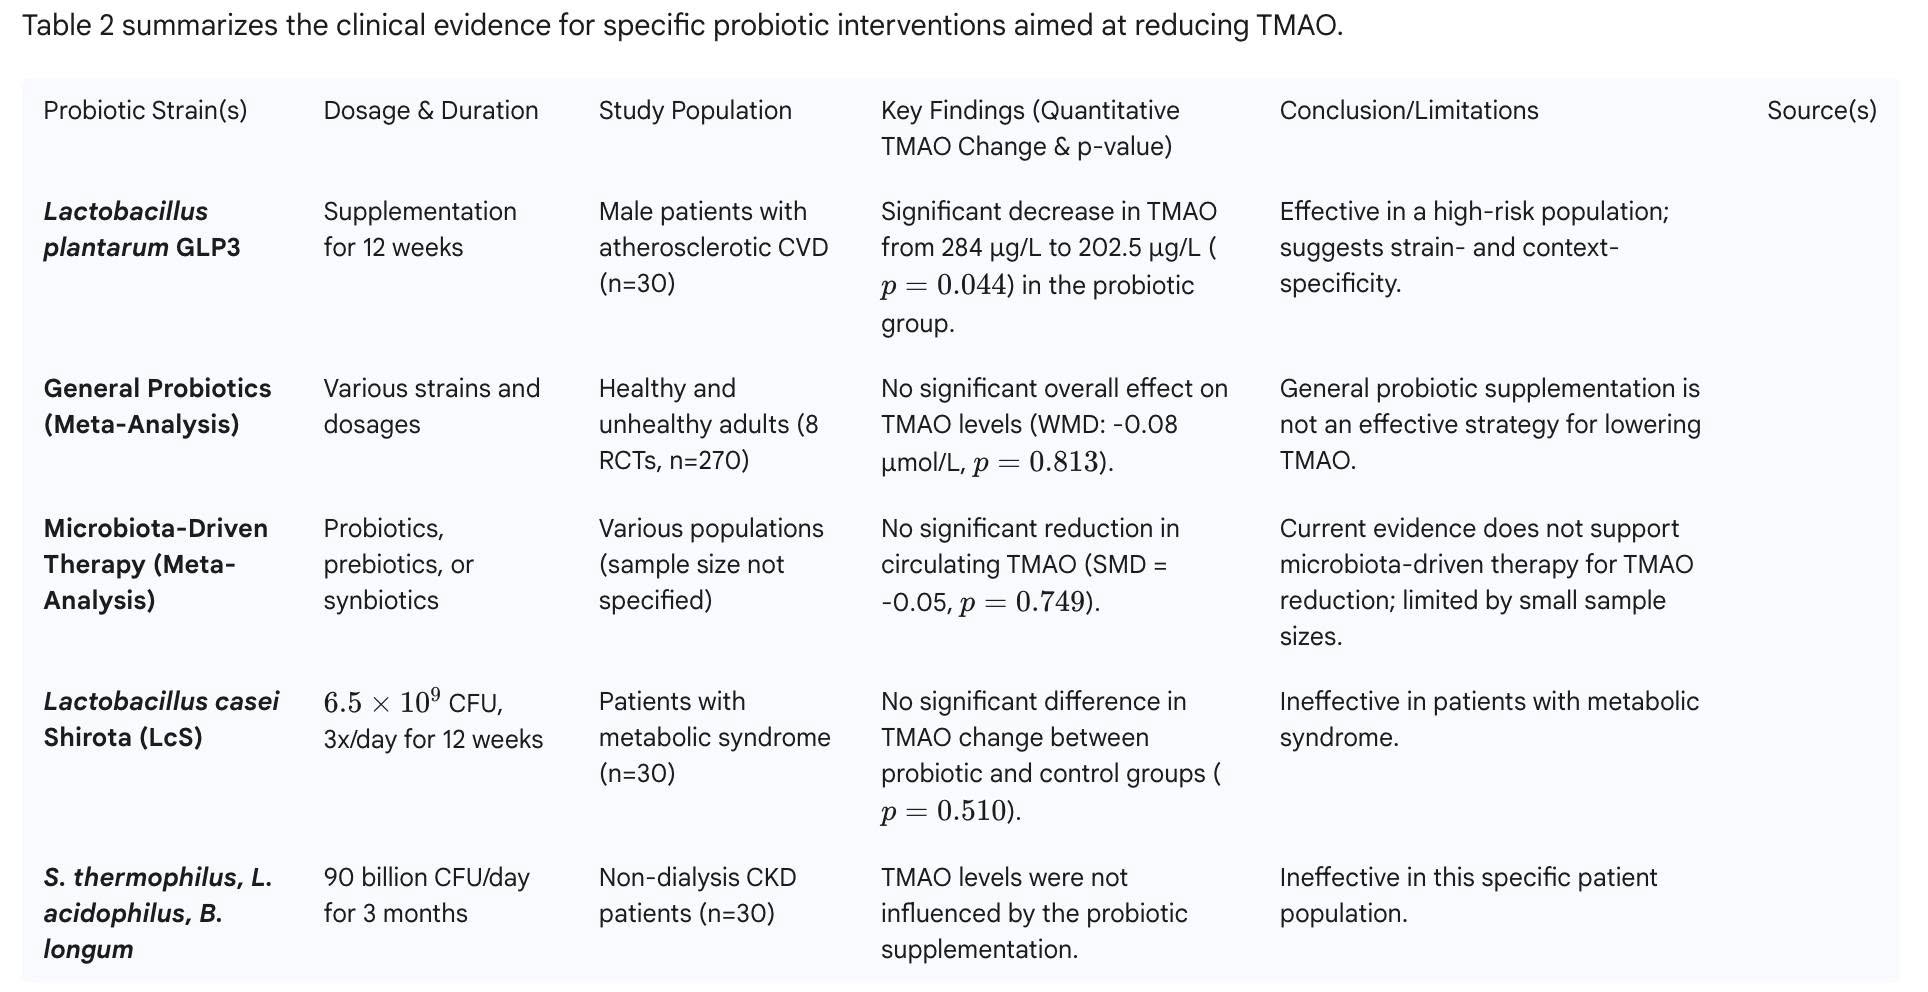 Table 2 summarizes the clinical evidence for specific probiotic interventions aimed at reducing TMAO.
Probiotic Strain(s)
Dosage & Duration
Study Population
Key Findings (Quantitative
TMAO Change & p-value)
Conclusion/Limitations
Source(s)
Lactobacillus
plantarum GLP3
Supplementation
for 12 weeks
Male patients with
atherosclerotic CVD
(n=30)
Significant decrease in TMAO
from 284 µg/L to 202.5 µg/L (
p = 0.044) in the probiotic
group.
Effective in a high-risk population;
suggests strain- and context-
specificity.
General Probiotics
(Meta-Analysis)
Various strains and
dosages
Healthy and
unhealthy adults (8
RCTs, n=270)
No significant overall effect on
TMAO levels (WMD: -0.08
µmol/L, p = 0.813).
General probiotic supplementation is
not an effective strategy for lowering
TMAO.
Microbiota-Driven
Therapy (Meta-
Analysis)
Probiotics,
prebiotics, or
synbiotics
Various populations
(sample size not
specified)
No significant reduction in
circulating TMAO (SMD =
-0.05, p = 0.749).
Current evidence does not support
microbiota-driven therapy for TMAO
reduction; limited by small sample
sizes.
Lactobacillus casei
Shirota (LcS)
6.5 × 10⁹ CFU,
3x/day for 12 weeks
Patients with
metabolic syndrome
(n=30)
No significant difference in
TMAO change between
probiotic and control groups (
p = 0.510).
Ineffective in patients with metabolic
syndrome.
S. thermophilus, L.
acidophilus, B.
longum
90 billion CFU/day
for 3 months
Non-dialysis CKD
patients (n=30)
TMAO levels were not
influenced by the probiotic
supplementation.
Ineffective in this specific patient
population.